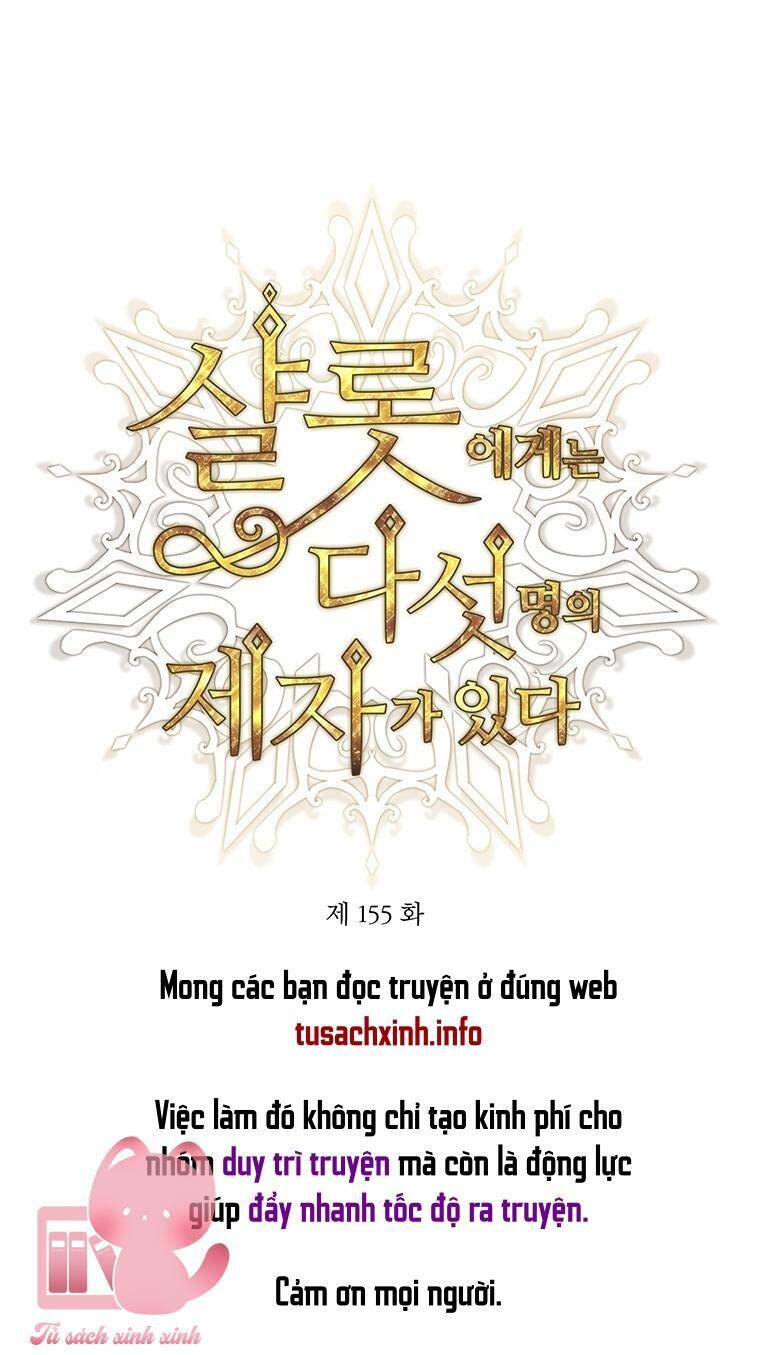 샬롯에게는
다섯명의
제자가 있다
제 155 화
Mong các bạn đọc truyện ở đúng web
tusachxinh.info
Việc làm đó không chỉ tạo kinh phí cho
nhóm duy trì truyện mà còn là động lực
giúp đẩy nhanh tốc độ ra truyện.
Cảm ơn mọi người.
Tủ sách xinh xinh